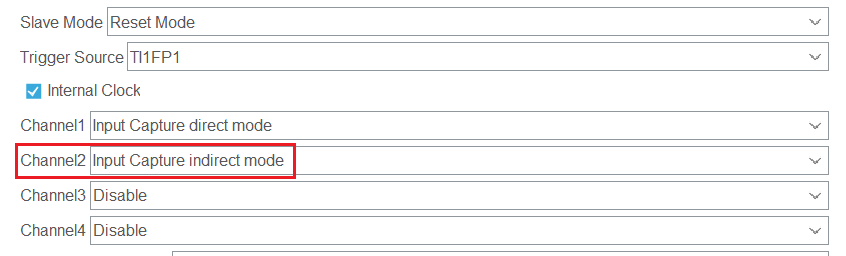 Slave Mode Reset Mode
Trigger Source TI1FP1
Internal Clock
Channel1 Input Capture direct mode
Channel2 Input Capture indirect mode
Channel3 Disable
Channel4 Disable